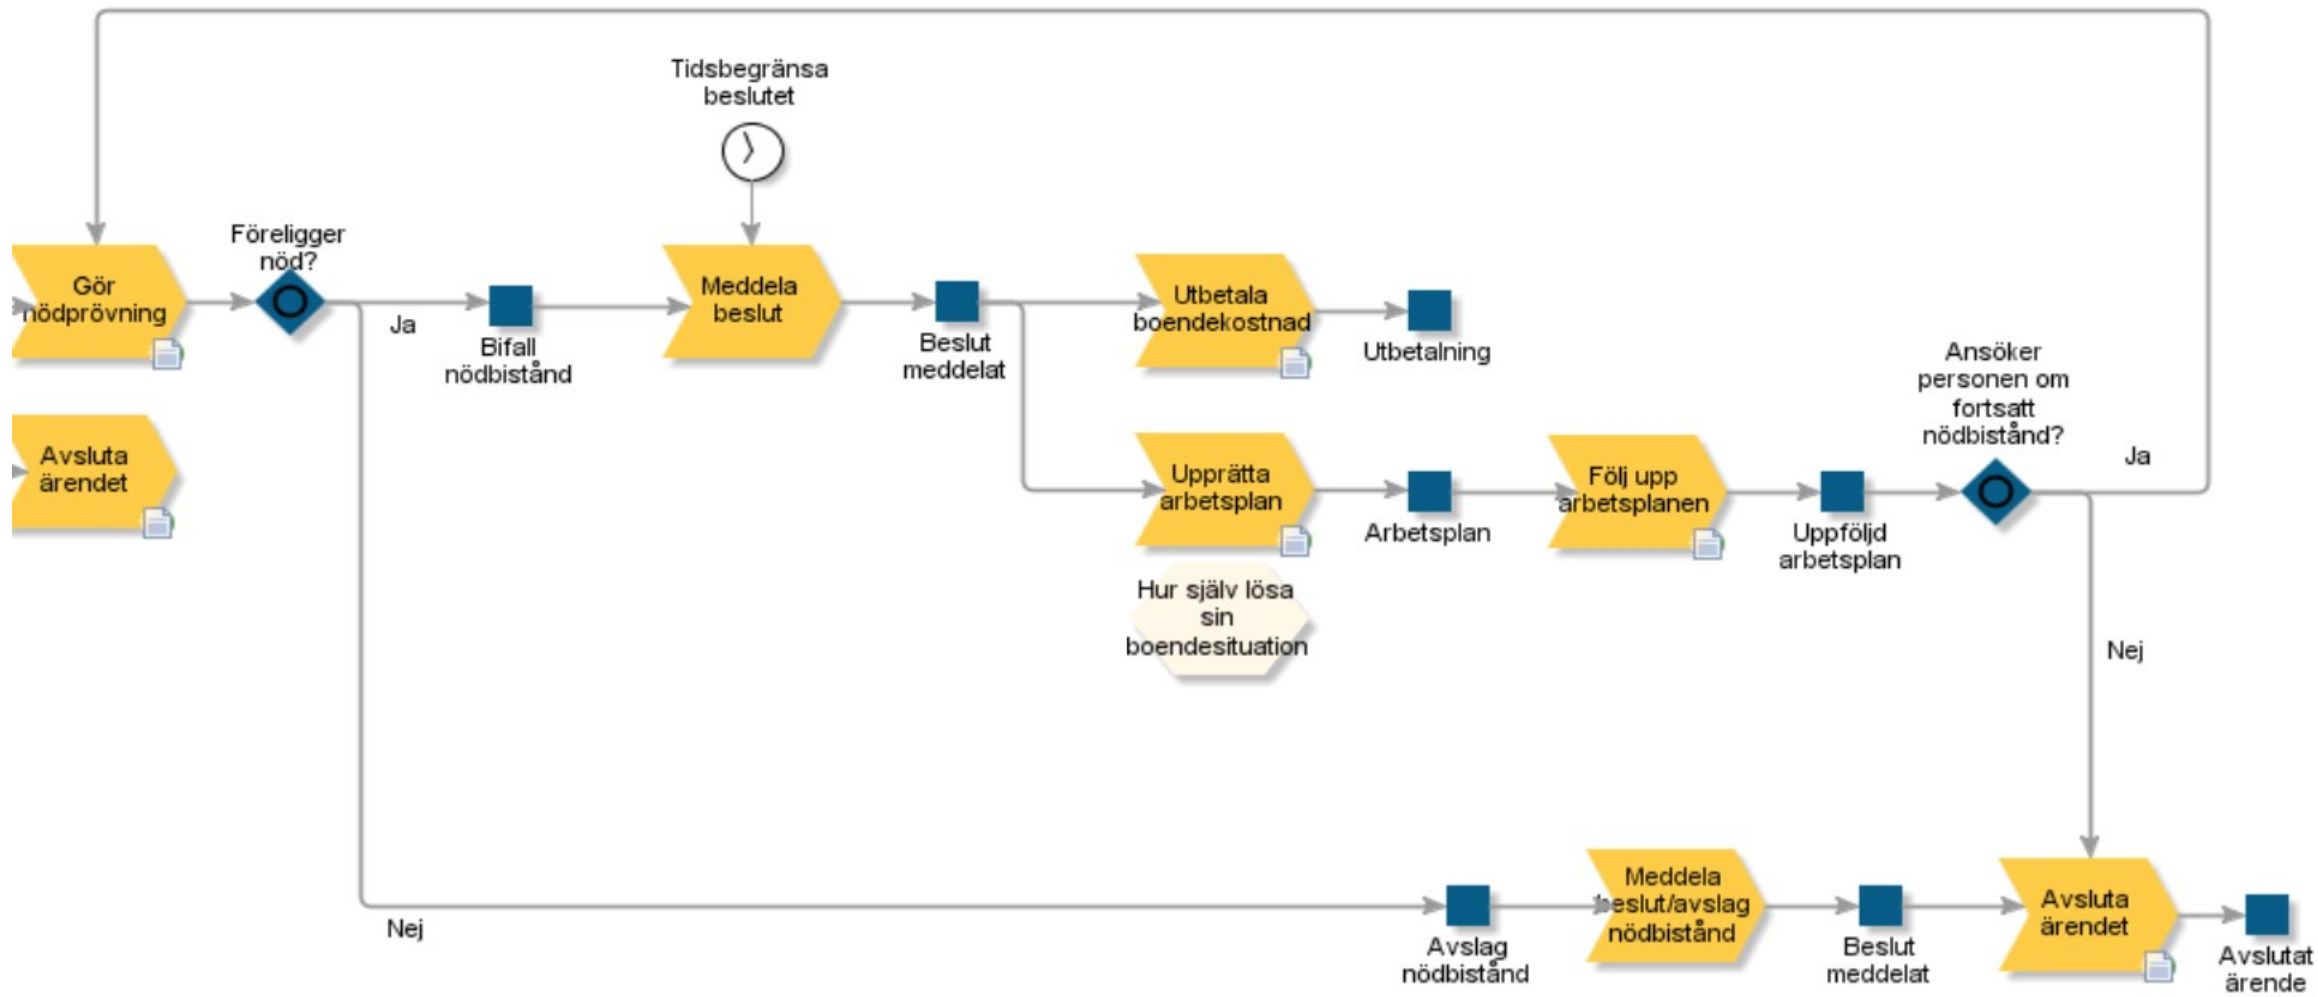 Tidsbegränsa
beslutet
Föreligger
nöd?
Gör
nödprövning
Ja
Bifall
nödbistånd
Meddela
beslut
Beslut
meddelat
Utbetala
boendekostnad
Utbetalning
Avsluta
ärendet
Upprätta
arbetsplan
Arbetsplan
Hur själv lösa
sin
boendesituation
Följ upp
arbetsplanen
Uppföljd
arbetsplan
Ansöker
personen om
fortsatt
nödbistånd?
Ja
Nej
Nej
Avslag
nödbistånd
Meddela
beslut/avslag
nödbistånd
Beslut
meddelat
Avsluta
ärendet
Avslutat
ärende